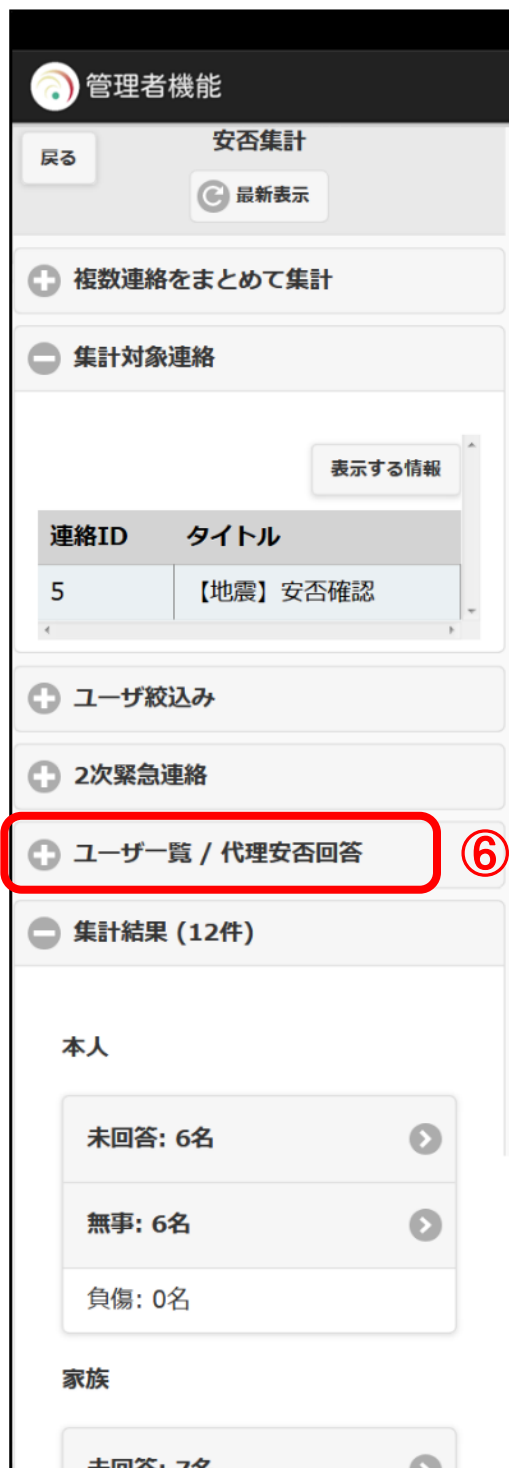 管理者機能
戻る
安否集計
最新表示
複数連絡をまとめて集計
集計対象連絡
表示する情報
連絡ID タイトル
5 【地震】安否確認
ユーザ絞込み
2次緊急連絡
ユーザ一覧 / 代理安否回答 ⑥
集計結果 (12件)
本人
未回答: 6名
無事: 6名
負傷: 0名
家族
未回答: 7名